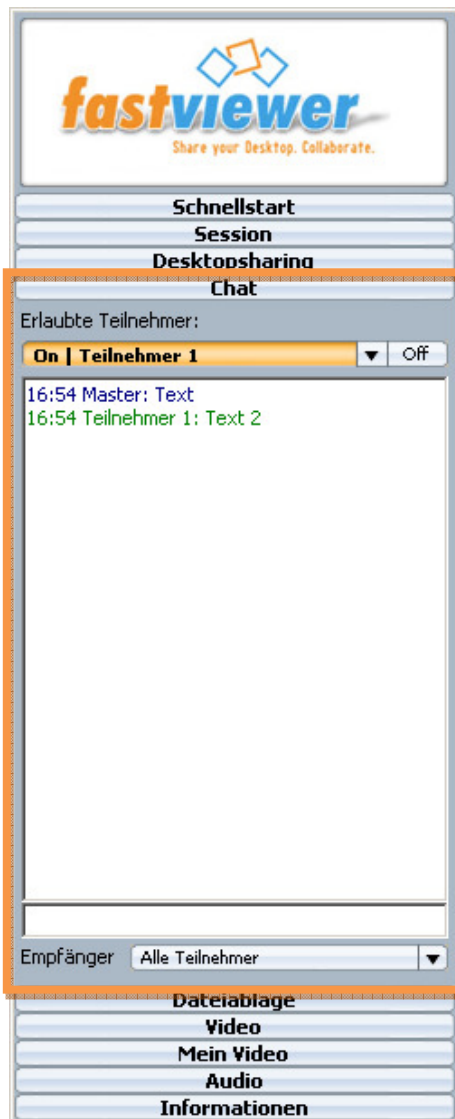 fastviewer
Share your Desktop. Collaborate.
Schnellstart
Session
Desktopsharing
Chat
Erlaubte Teilnehmer:
On | Teilnehmer 1 Off
16:54 Master: Text
16:54 Teilnehmer 1: Text 2
Empfänger Alle Teilnehmer
Dateiablage
Video
Mein Video
Audio
Informationen